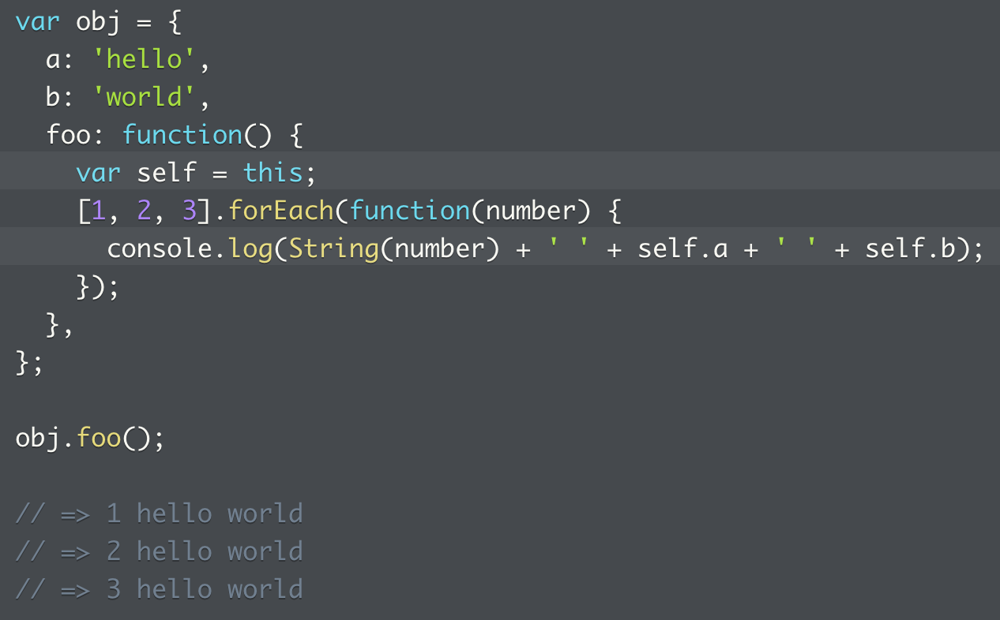 var obj = {
  a: 'hello',
  b: 'world',
  foo: function() {
    var self = this;
    [1, 2, 3].forEach(function(number) {
      console.log(String(number) + ' ' + self.a + ' ' + self.b);
    });
  },
};

obj.foo();

// => 1 hello world
// => 2 hello world
// => 3 hello world